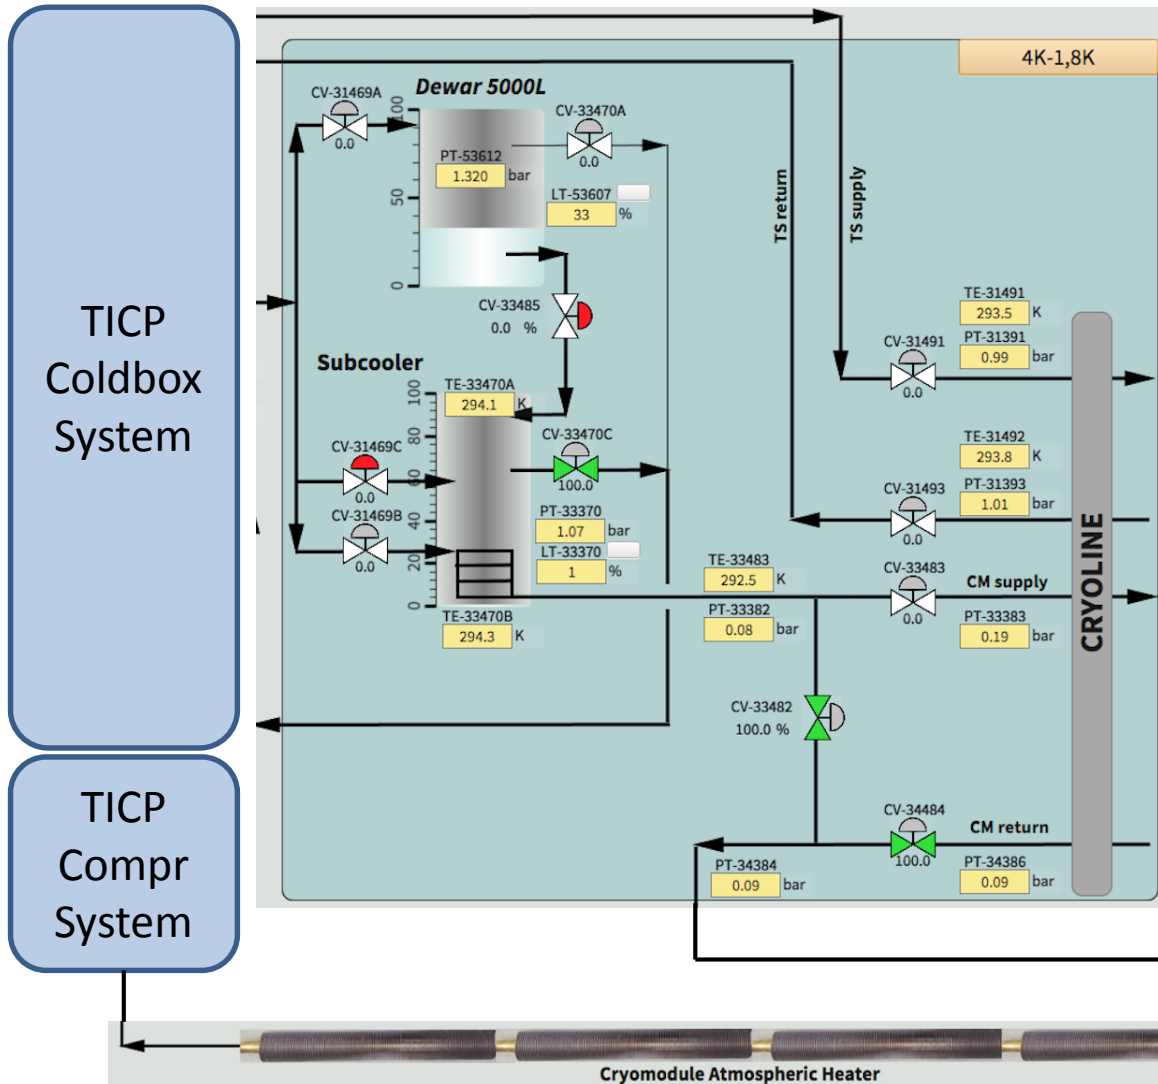 TICP
Coldbox
System
TICP
Compr
System
4K-1,8K
Dewar 5000L
CV-31469A
0.0
100
50
0
PT-53612
1.320 bar
CV-33470A
0.0
LT-53607
33 %
TS return
TS supply
CV-33485
0.0 %
Subcooler
TE-33470A
294.1 K
100
80
60
40
20
0
CV-31469C
0.0
CV-31469B
0.0
CV-33470C
100.0
PT-33370
1.07 bar
LT-33370
1 %
TE-33470B
294.3 K
TE-31491
293.5 K
CV-31491
0.0
PT-31391
0.99 bar
TE-31492
293.8 K
CV-31493
0.0
PT-31393
1.01 bar
TE-33483
292.5 K
PT-33382
0.08 bar
CV-33483
0.0
CM supply
PT-33383
0.19 bar
CRYOLINE
CV-33482
100.0 %
CV-34484
100.0
CM return
PT-34384
0.09 bar
PT-34386
0.09 bar
Cryomodule Atmospheric Heater